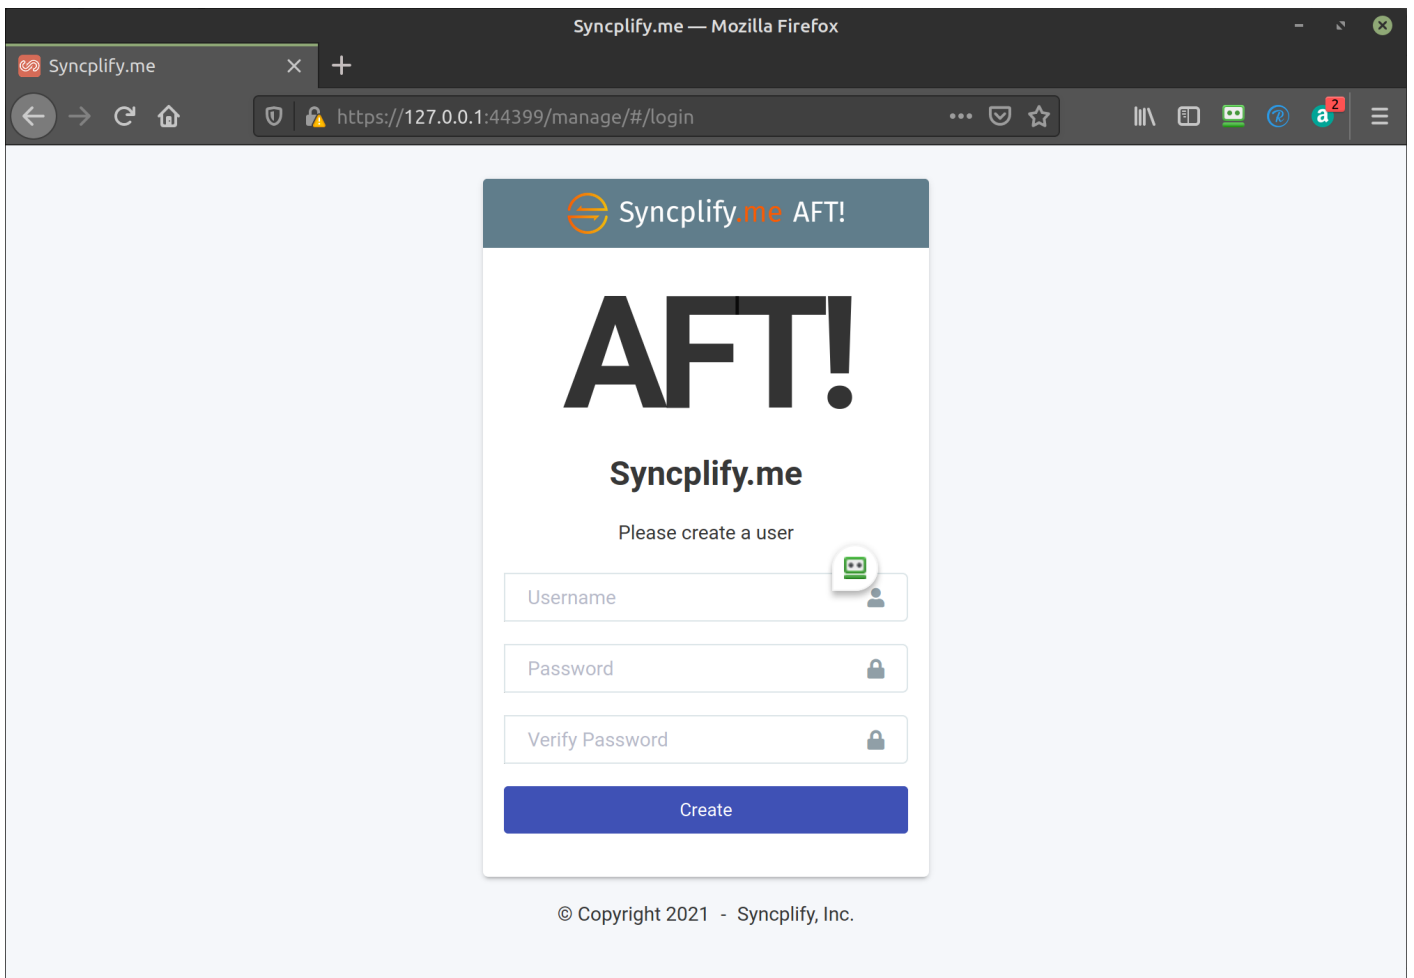 Syncplify.me — Mozilla Firefox
Syncplify.me
https://127.0.0.1:44399/manage/#/login
2
Syncplify.me AFT!
AFT!
Syncplify.me
Please create a user
Username
Password
Verify Password
Create
© Copyright 2021 - Syncplify, Inc.